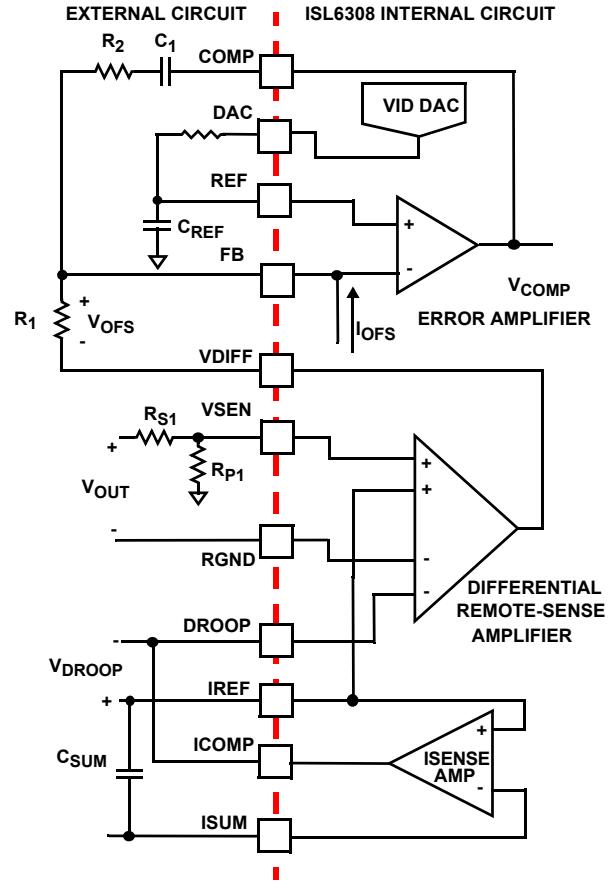 EXTERNAL CIRCUIT
ISL6308 INTERNAL CIRCUIT
R2
C1
COMP
VID DAC
DAC
REF
CREF
+
-
VCOMP
ERROR AMPLIFIER
FB
IOFS
R1
+
VOFS
-
VDIFF
RS1
VSEN
+
RP1
VOUT
-
RGND
+
+
-
-
DIFFERENTIAL
REMOTE-SENSE
AMPLIFIER
DROOP
-
VDROOP
+
IREF
CSUM
ICOMP
+
ISENSE
AMP
-
ISUM